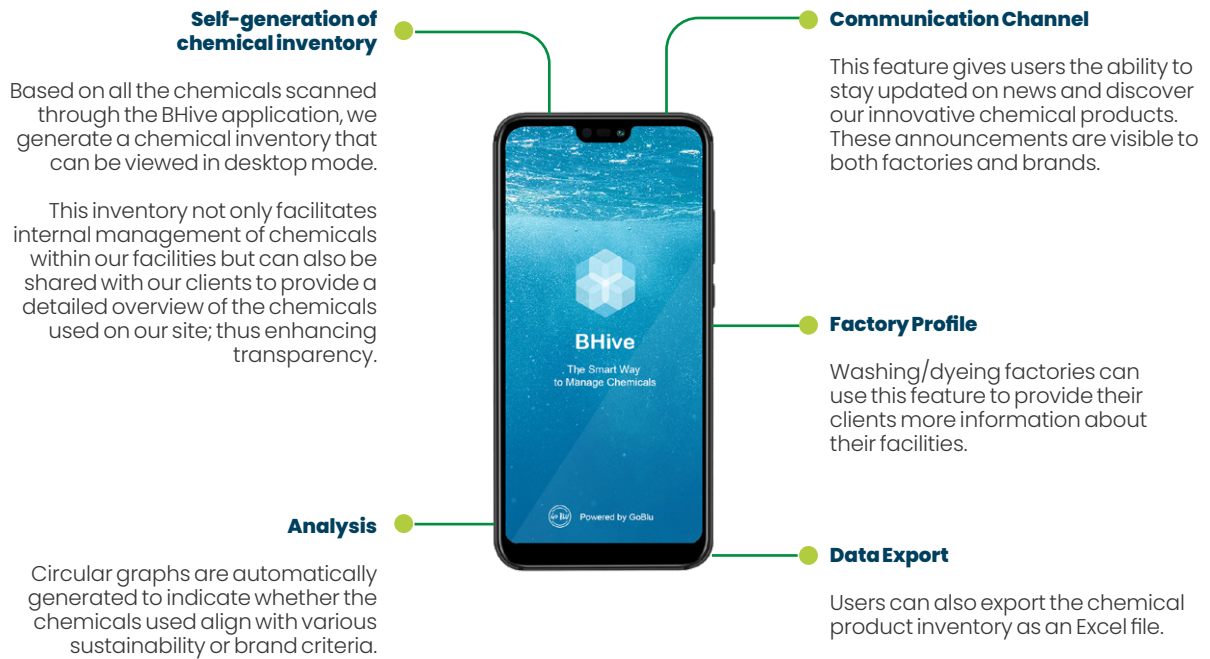 Self-generation of
chemical inventory
Based on all the chemicals scanned
through the BHive application, we
generate a chemical inventory that
can be viewed in desktop mode.
This inventory not only facilitates
internal management of chemicals
within our facilities but can also be
shared with our clients to provide a
detailed overview of the chemicals
used on our site; thus enhancing
transparency.
Analysis
Circular graphs are automatically
generated to indicate whether the
chemicals used align with various
sustainability or brand criteria.
BHive
The Smart Way
to Manage Chemicals
Go Blu
Powered by GoBlu
Communication Channel
This feature gives users the ability to
stay updated on news and discover
our innovative chemical products.
These announcements are visible to
both factories and brands.
Factory Profile
Washing/dyeing factories can
use this feature to provide their
clients more information about
their facilities.
Data Export
Users can also export the chemical
product inventory as an Excel file.